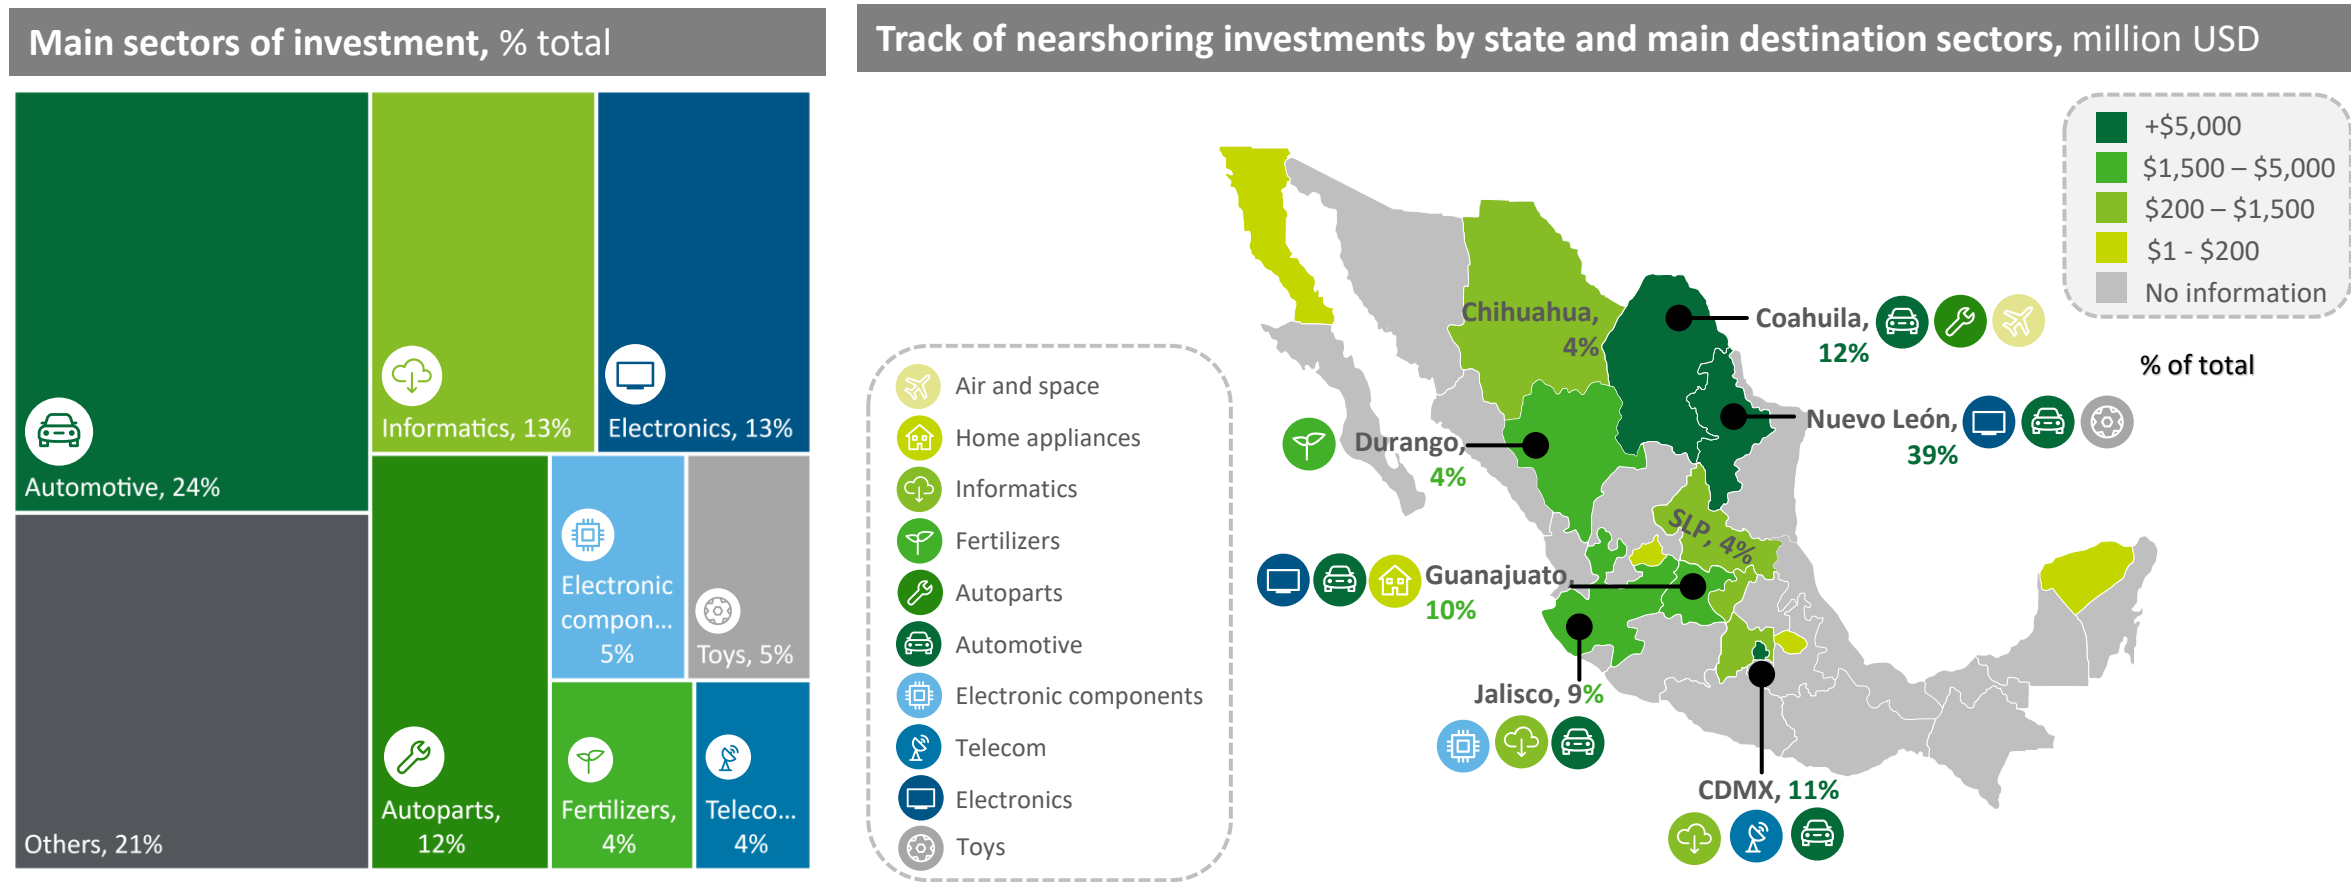 Main sectors of investment, % total
Automotive, 24%
Informatics, 13%
Electronics, 13%
Others, 21%
Autoparts,
12%
Electronic
compon...
5%
Toys, 5%
Fertilizers,
4%
Teleco...
4%
Track of nearshoring investments by state and main destination sectors, million USD
+$5,000
$1,500 – $5,000
$200 – $1,500
$1 - $200
No information
% of total
Air and space
Home appliances
Informatics
Fertilizers
Autoparts
Automotive
Electronic components
Telecom
Electronics
Toys
Chihuahua,
4%
Coahuila,
12%
Nuevo León,
39%
Durango,
4%
SLP, 4%
Guanajuato,
10%
Jalisco, 9%
CDMX, 11%